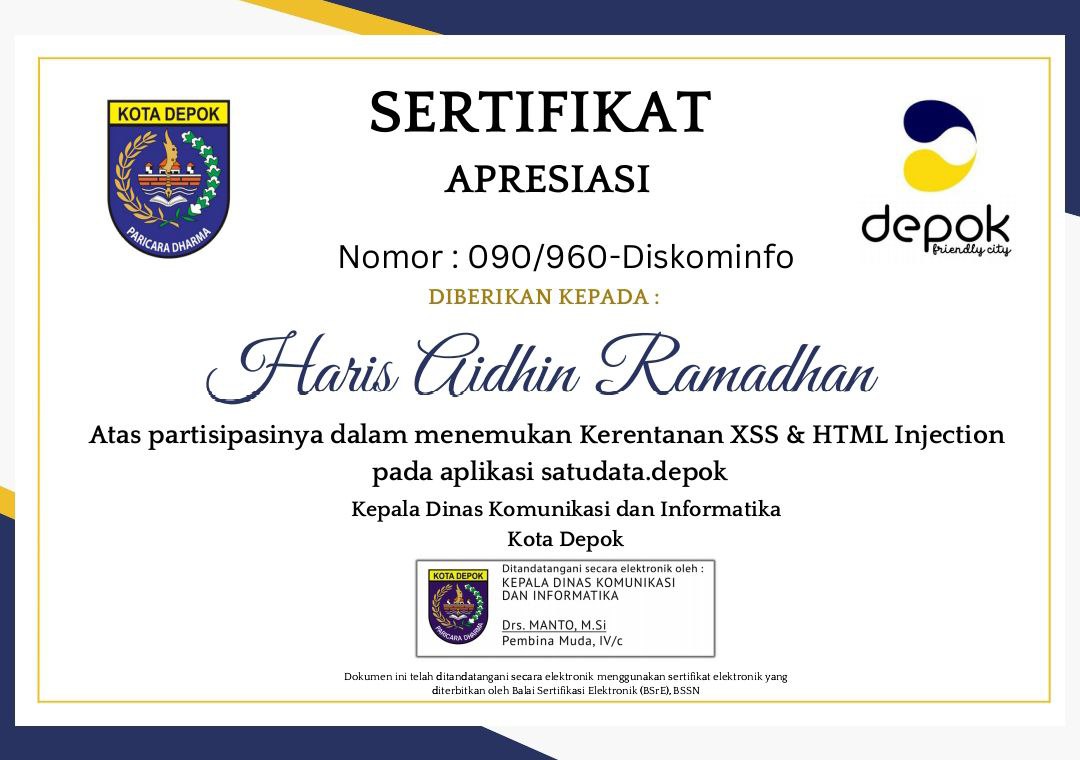 SERTIFIKAT
APRESIASI
KOTA DEPOK
PARICARA DHARMA
depok
friendly city
Nomor : 090/960-Diskominfo
DIBERIKAN KEPADA :
Haris Aidhin Ramadhan
Atas partisipasinya dalam menemukan Kerentanan XSS & HTML Injection
pada aplikasi satudata.depok
Kepala Dinas Komunikasi dan Informatika
Kota Depok
KOTA DEPOK
PARICARA DHARMA
Ditandatangani secara elektronik oleh :
KEPALA DINAS KOMUNIKASI
DAN INFORMATIKA
Drs. MANTO, M.Si
Pembina Muda, IV/c
Dokumen ini telah ditandatangani secara elektronik menggunakan sertifikat elektronik yang
diterbitkan oleh Balai Sertifikasi Elektronik (BSrE), BSSN